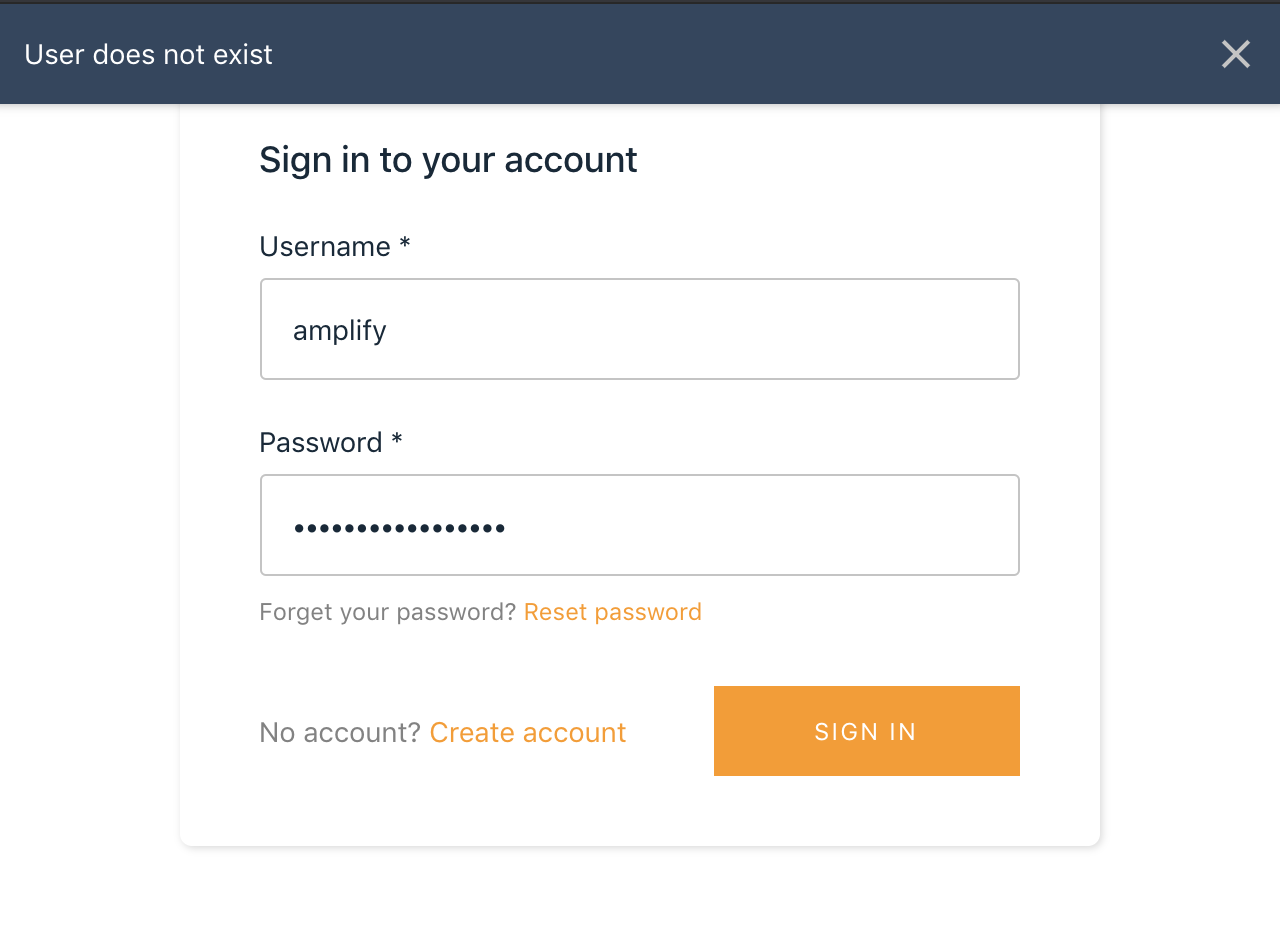 User does not exist
Sign in to your account
Username *
amplify
Password *
•••••••••••••••••
Forget your password? Reset password
No account? Create account
SIGN IN